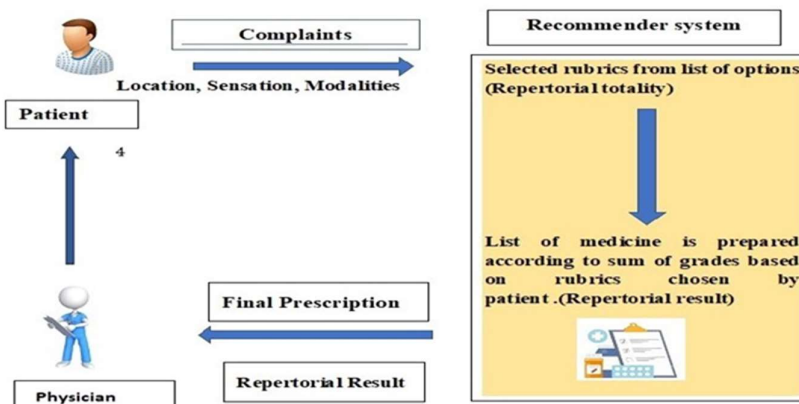 Complaints
Location, Sensation, Modalities
Recommender system
Selected rubrics from list of options
(Repertorial totality)
List of medicine is prepared
according to sum of grades based
on rubrics chosen by
patient .(Repertorial result)
Patient
4
Final Prescription
Repertorial Result
Physician